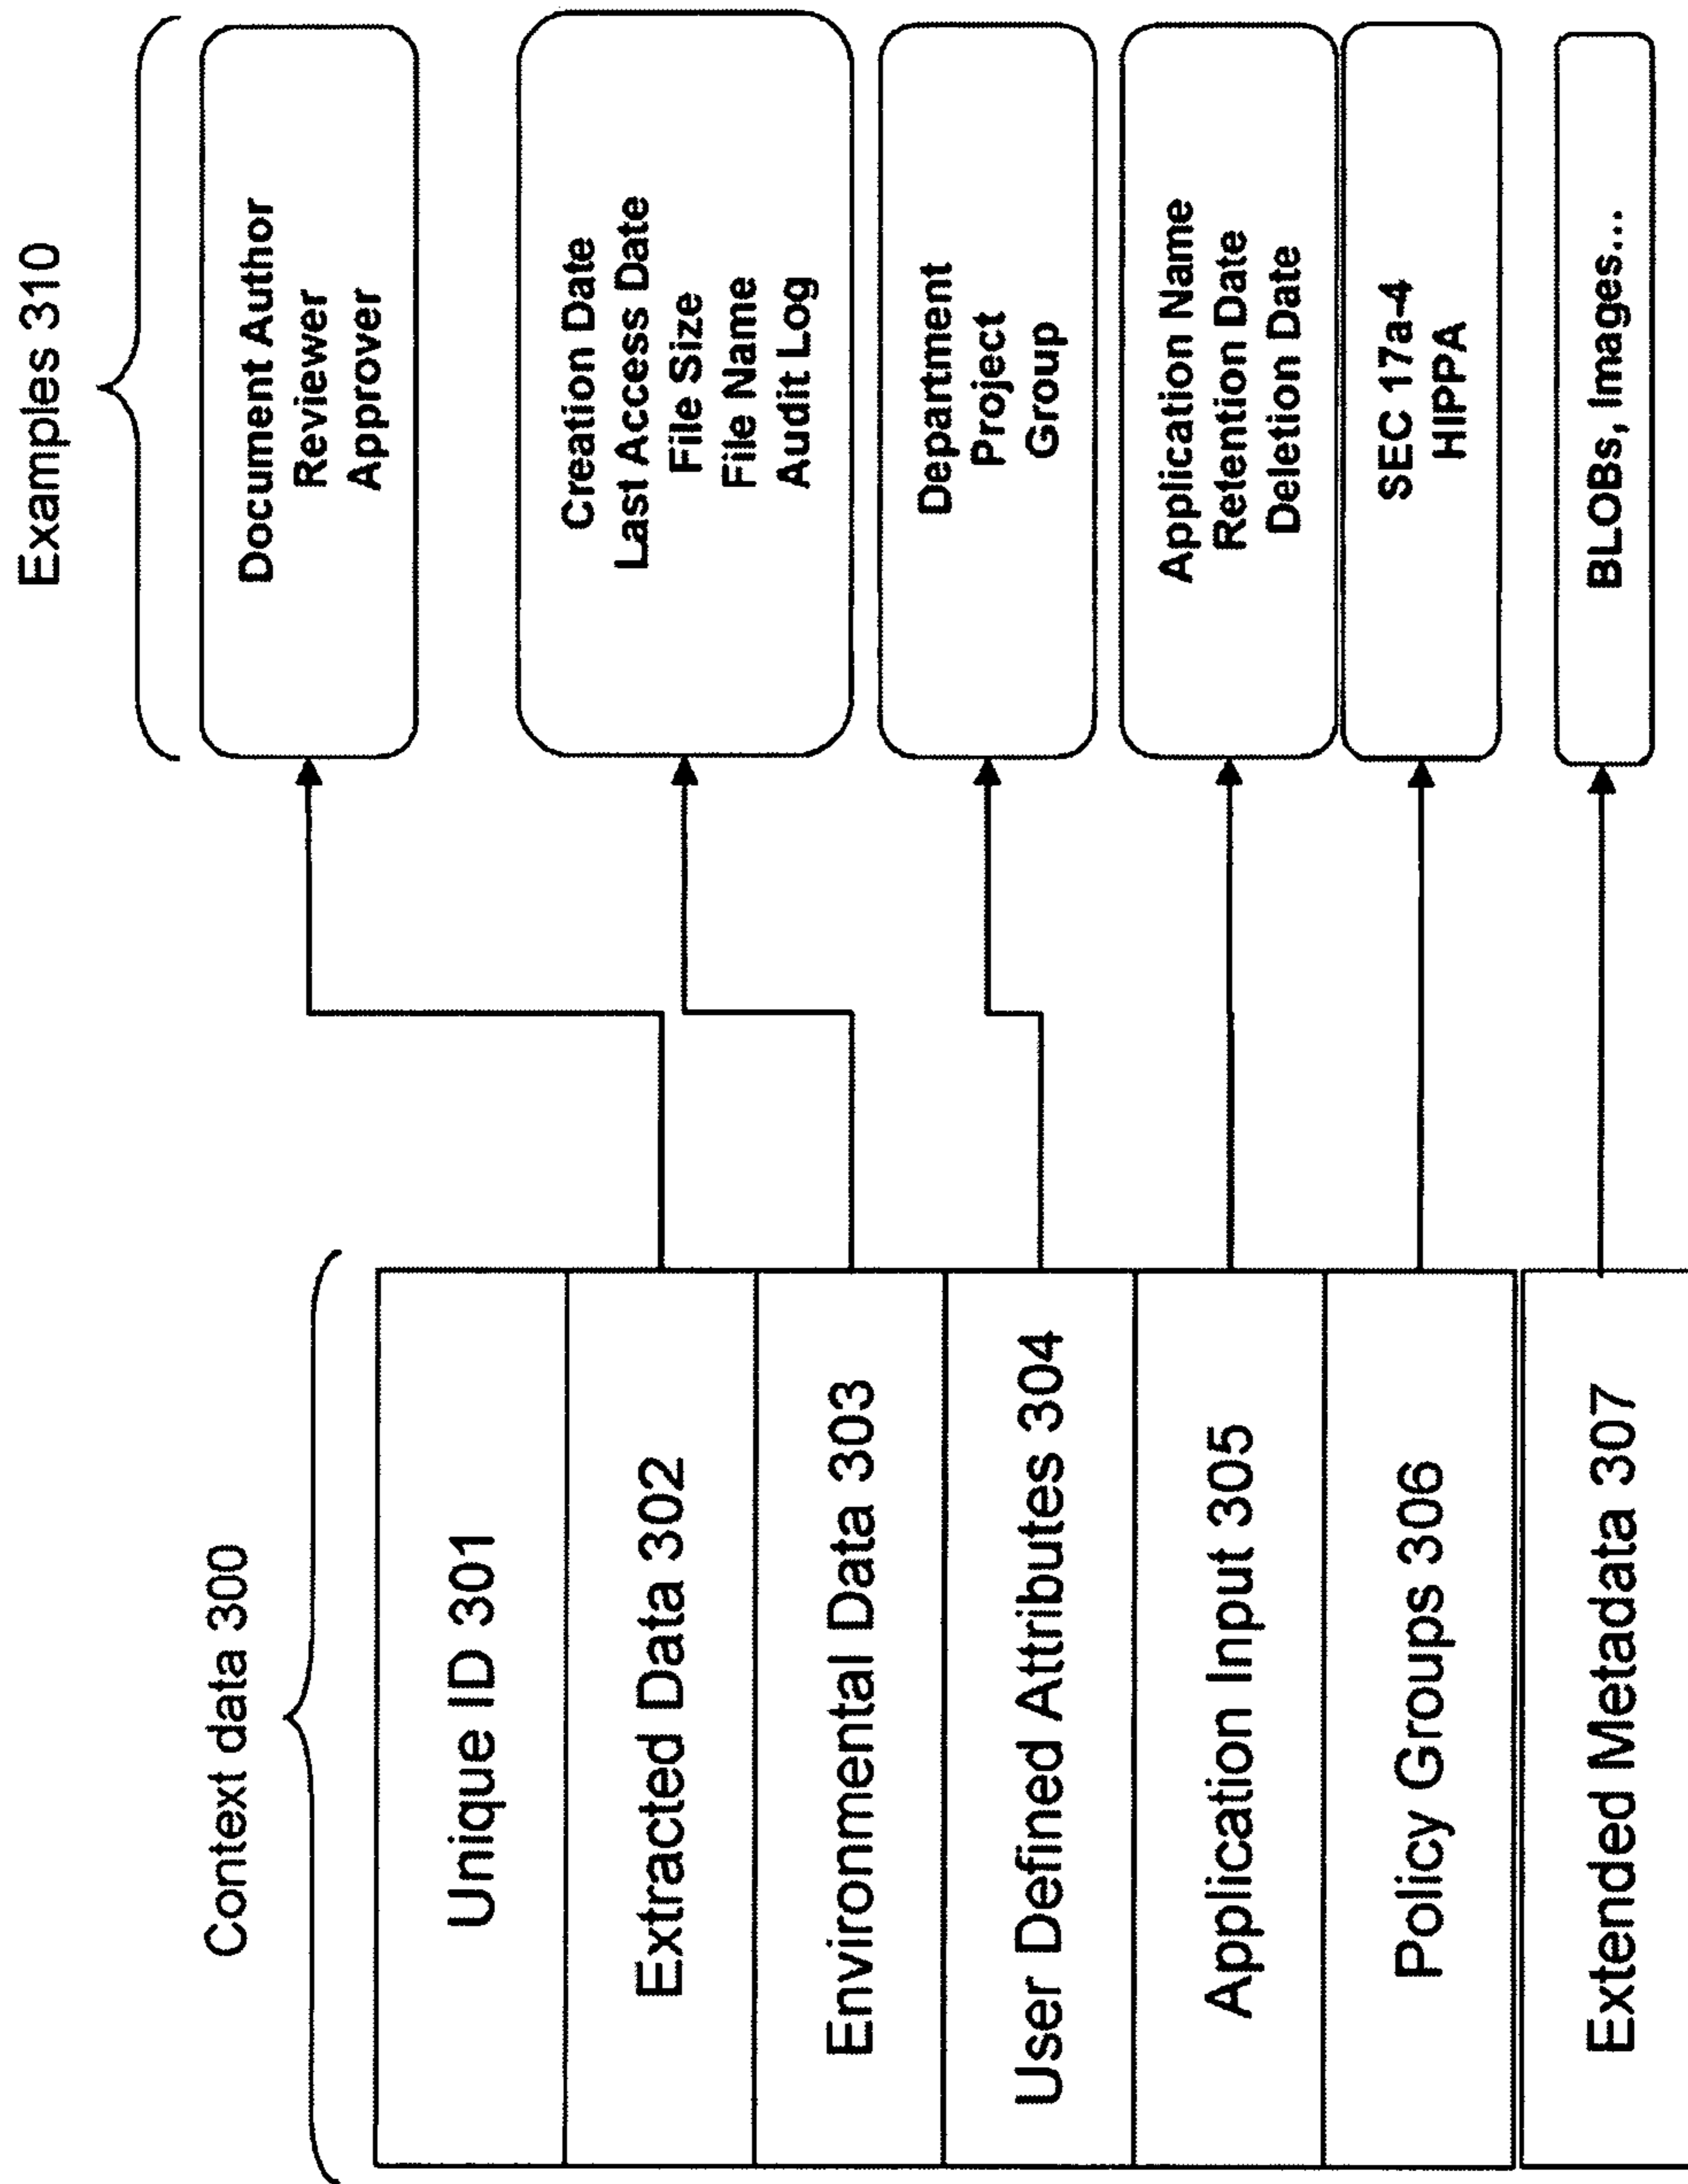 Context data 300
Unique ID 301
Extracted Data 302
Environmental Data 303
User Defined Attributes 304
Application Input 305
Policy Groups 306
Extended Metadata 307
Examples 310
Document Author
Reviewer
Approver
Creation Date
Last Access Date
File Size
File Name
Audit Log
Department
Project
Group
Application Name
Retention Date
Deletion Date
SEC 17a-4
HIPPA
BLOBs, Images...